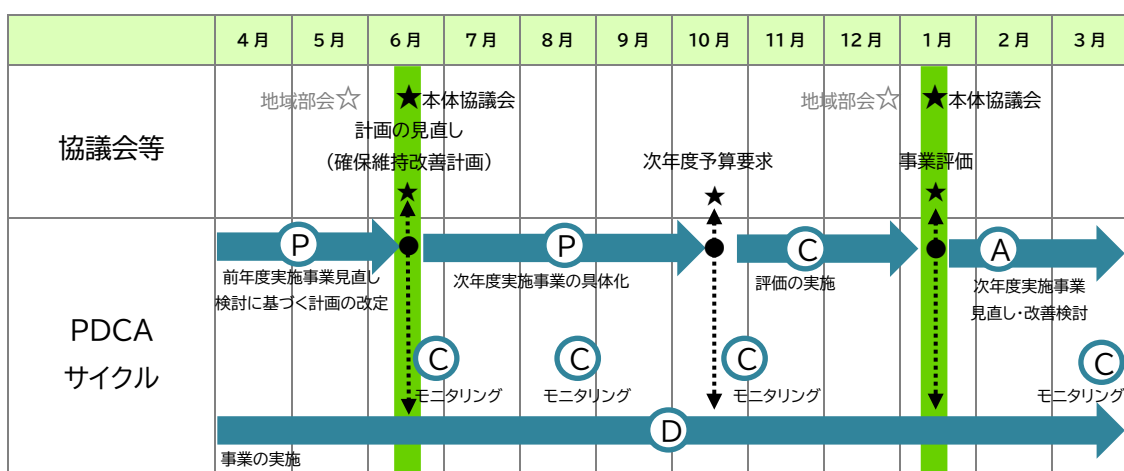 4月 5月 6月 7月 8月 9月 10月 11月 12月 1月 2月 3月
協議会等
地域部会☆
★本体協議会
計画の見直し
（確保維持改善計画）
★
次年度予算要求
★
地域部会☆
★本体協議会
事業評価
★
PDCA
サイクル
P
前年度実施事業見直し
検討に基づく計画の改定
P
次年度実施事業の具体化
C
評価の実施
A
次年度実施事業
見直し・改善検討
C
モニタリング
C
モニタリング
C
モニタリング
C
モニタリング
D
事業の実施